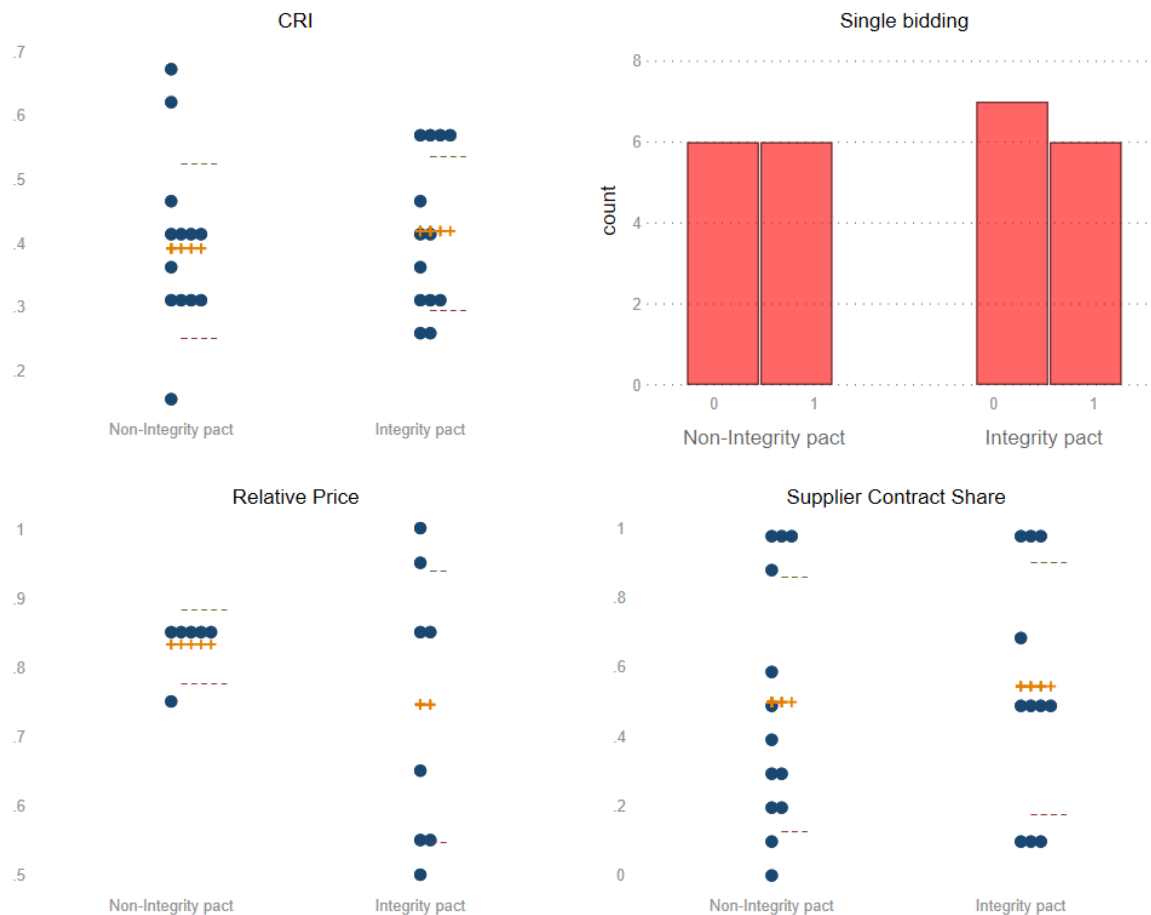 CRI
.7
.6
.5
.4
.3
.2
Non-Integrity pact
Integrity pact
Single bidding
count
8
6
4
2
0
0
1
0
1
Non-Integrity pact
Integrity pact
Relative Price
1
.9
.8
.7
.6
.5
Non-Integrity pact
Integrity pact
Supplier Contract Share
1
.8
.6
.4
.2
0
Non-Integrity pact
Integrity pact